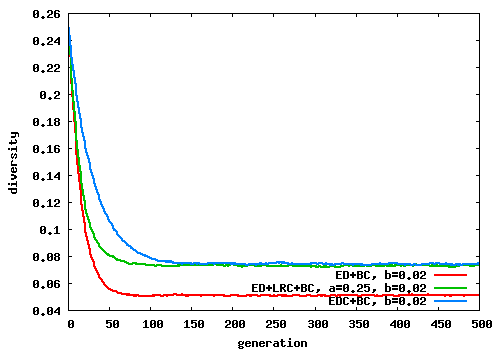 0.26
0.24
0.22
0.2
0.18
0.16
0.14
0.12
0.1
0.08
0.06
0.04
diversity
ED+BC, b=0.02
ED+LRC+BC, a=0.25, b=0.02
EDC+BC, b=0.02
0 50 100 150 200 250 300 350 400 450 500
generation